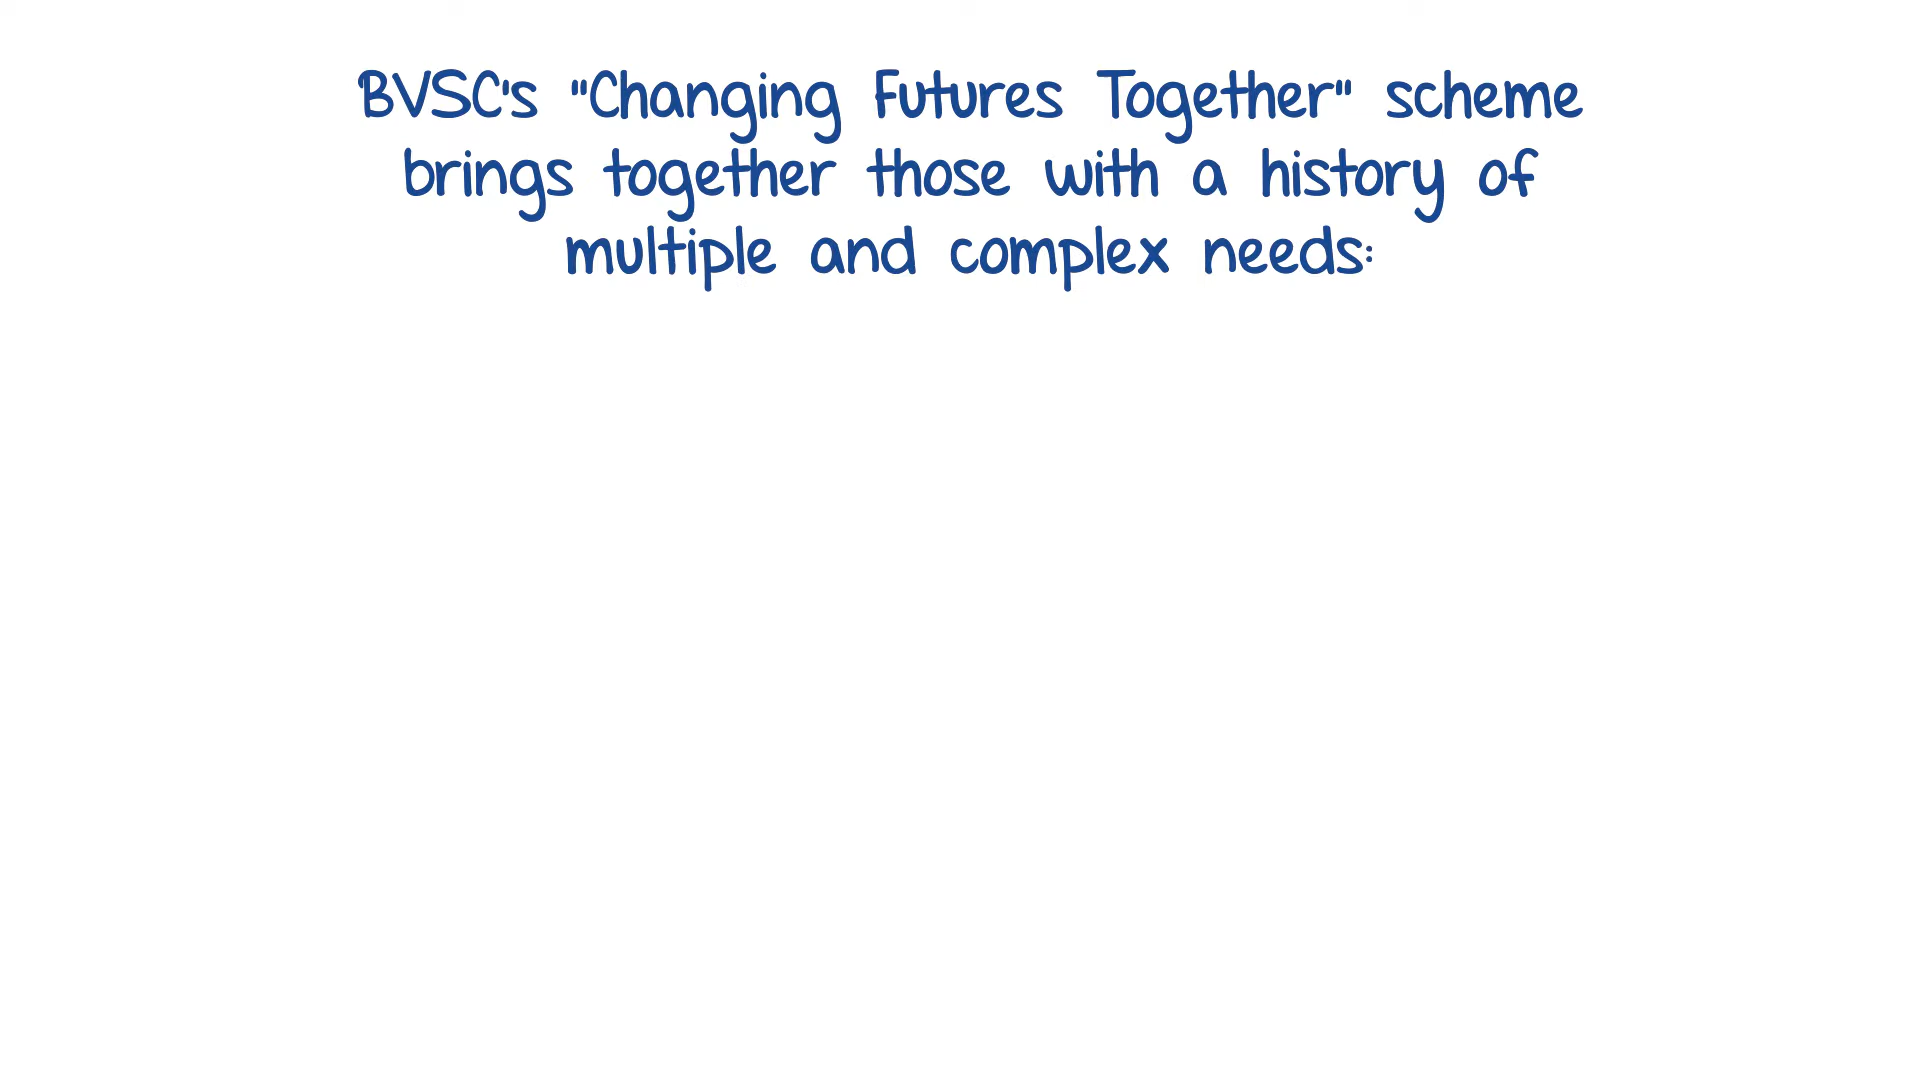 BVSC's "Changing Futures Together" scheme
brings together those with a history of
multiple and complex needs: